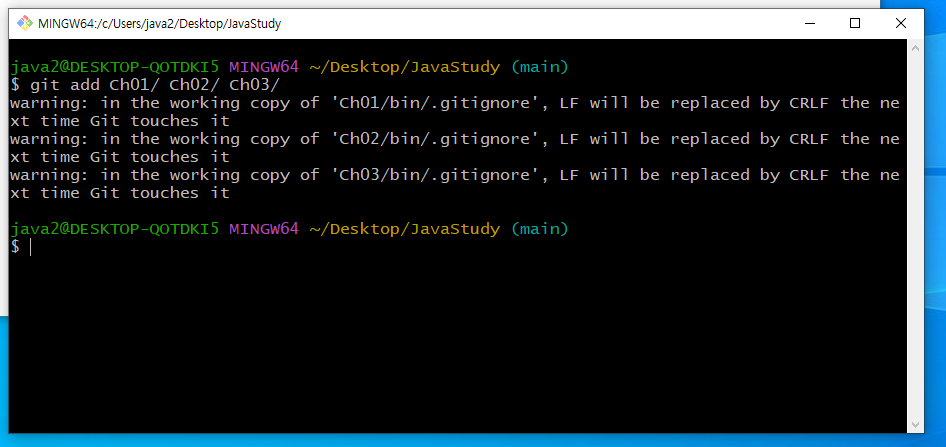 MINGW64:/c/Users/java2/Desktop/JavaStudy
java2@DESKTOP-QOTDKI5 MINGW64 ~/Desktop/JavaStudy (main)
$ git add Ch01/ Ch02/ Ch03/
warning: in the working copy of 'Ch01/bin/.gitignore', LF will be replaced by CRLF the ne
xt time Git touches it
warning: in the working copy of 'Ch02/bin/.gitignore', LF will be replaced by CRLF the ne
xt time Git touches it
warning: in the working copy of 'Ch03/bin/.gitignore', LF will be replaced by CRLF the ne
xt time Git touches it
java2@DESKTOP-QOTDKI5 MINGW64 ~/Desktop/JavaStudy (main)
$